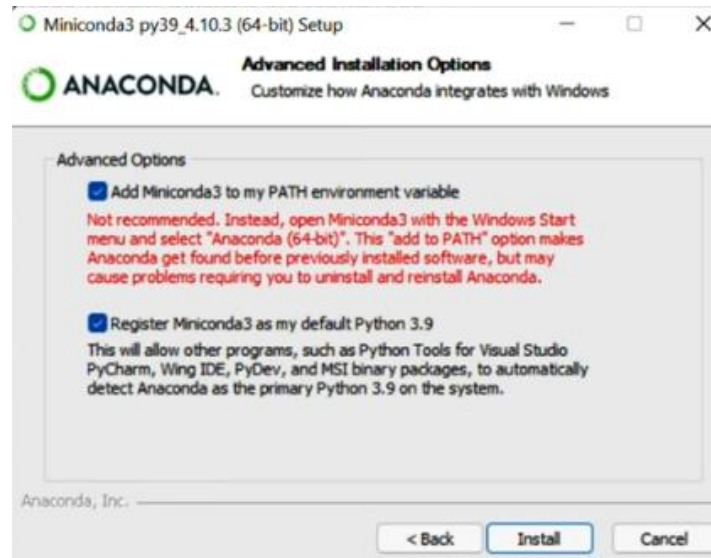 Miniconda3 py39_4.10.3 (64-bit) Setup
ANACONDA.
Advanced Installation Options
Customize how Anaconda integrates with Windows
Advanced Options
Add Miniconda3 to my PATH environment variable
Not recommended. Instead, open Miniconda3 with the Windows Start
menu and select "Anaconda (64-bit)". This "add to PATH" option makes
Anaconda get found before previously installed software, but may
cause problems requiring you to uninstall and reinstall Anaconda.
Register Miniconda3 as my default Python 3.9
This will allow other programs, such as Python Tools for Visual Studio
PyCharm, Wing IDE, PyDev, and MSI binary packages, to automatically
detect Anaconda as the primary Python 3.9 on the system.
Anaconda, Inc.
< Back Install Cancel